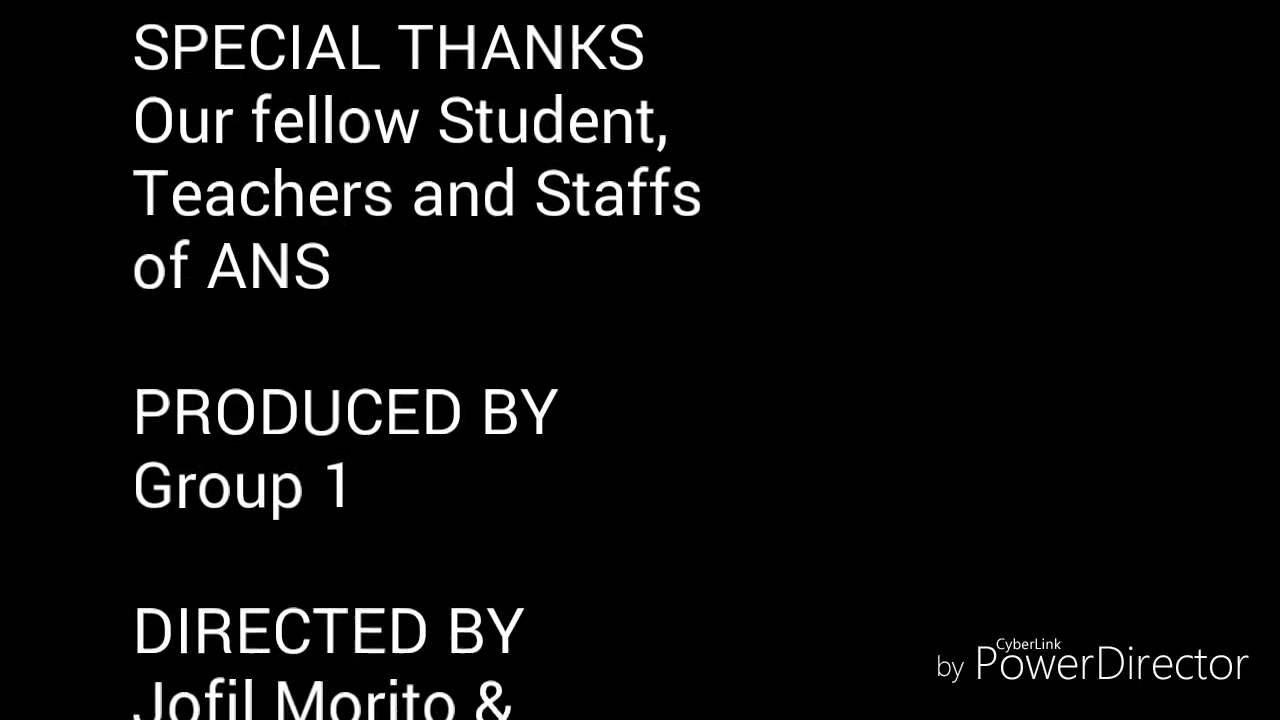 SPECIAL THANKS
Our fellow Student,
Teachers and Staffs
of ANS
PRODUCED BY
Group 1
DIRECTED BY
Jofil Morito &
CyberLink
by PowerDirector